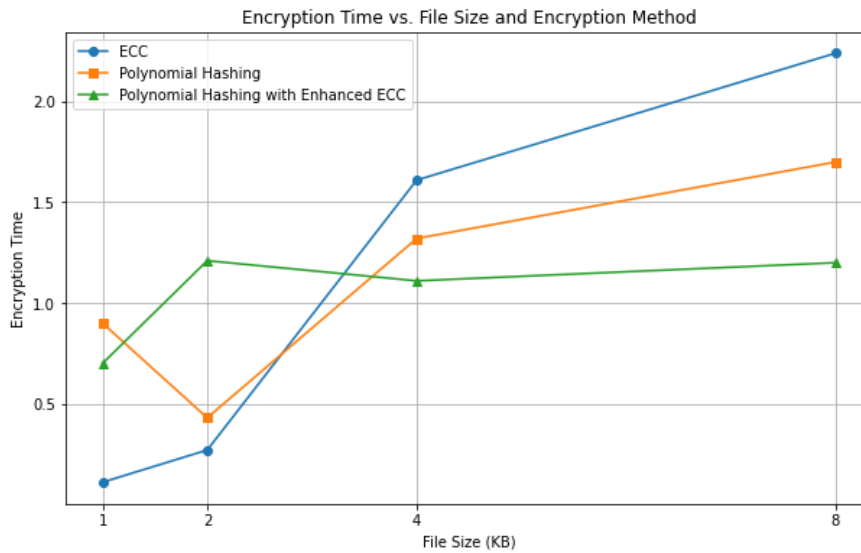 Encryption Time vs. File Size and Encryption Method
ECC
Polynomial Hashing
Polynomial Hashing with Enhanced ECC
2.0
1.5
1.0
0.5
Encryption Time
1 2 4 8
File Size (KB)